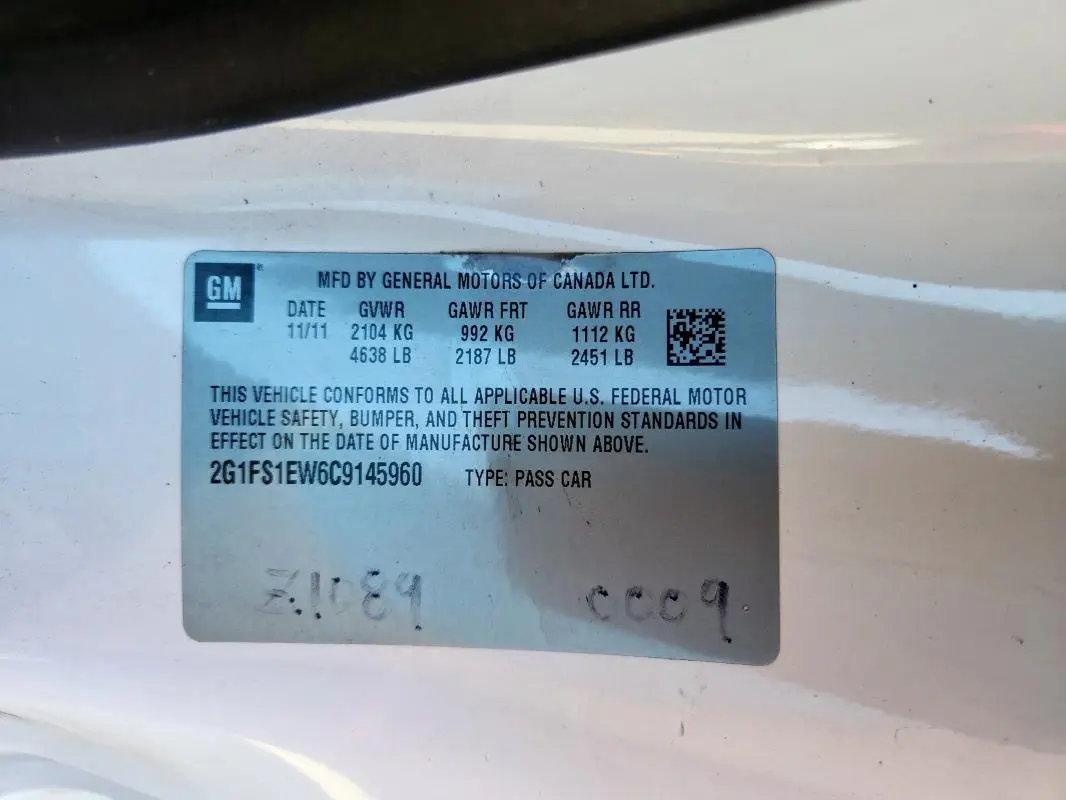 GM ®
MFD BY GENERAL MOTORS OF CANADA LTD.
DATE GVWR GAWR FRT GAWR RR
11/11 2104 KG 992 KG 1112 KG
4638 LB 2187 LB 2451 LB
THIS VEHICLE CONFORMS TO ALL APPLICABLE U.S. FEDERAL MOTOR
VEHICLE SAFETY, BUMPER, AND THEFT PREVENTION STANDARDS IN
EFFECT ON THE DATE OF MANUFACTURE SHOWN ABOVE.
2G1FS1EW6C9145960 TYPE: PASS CAR